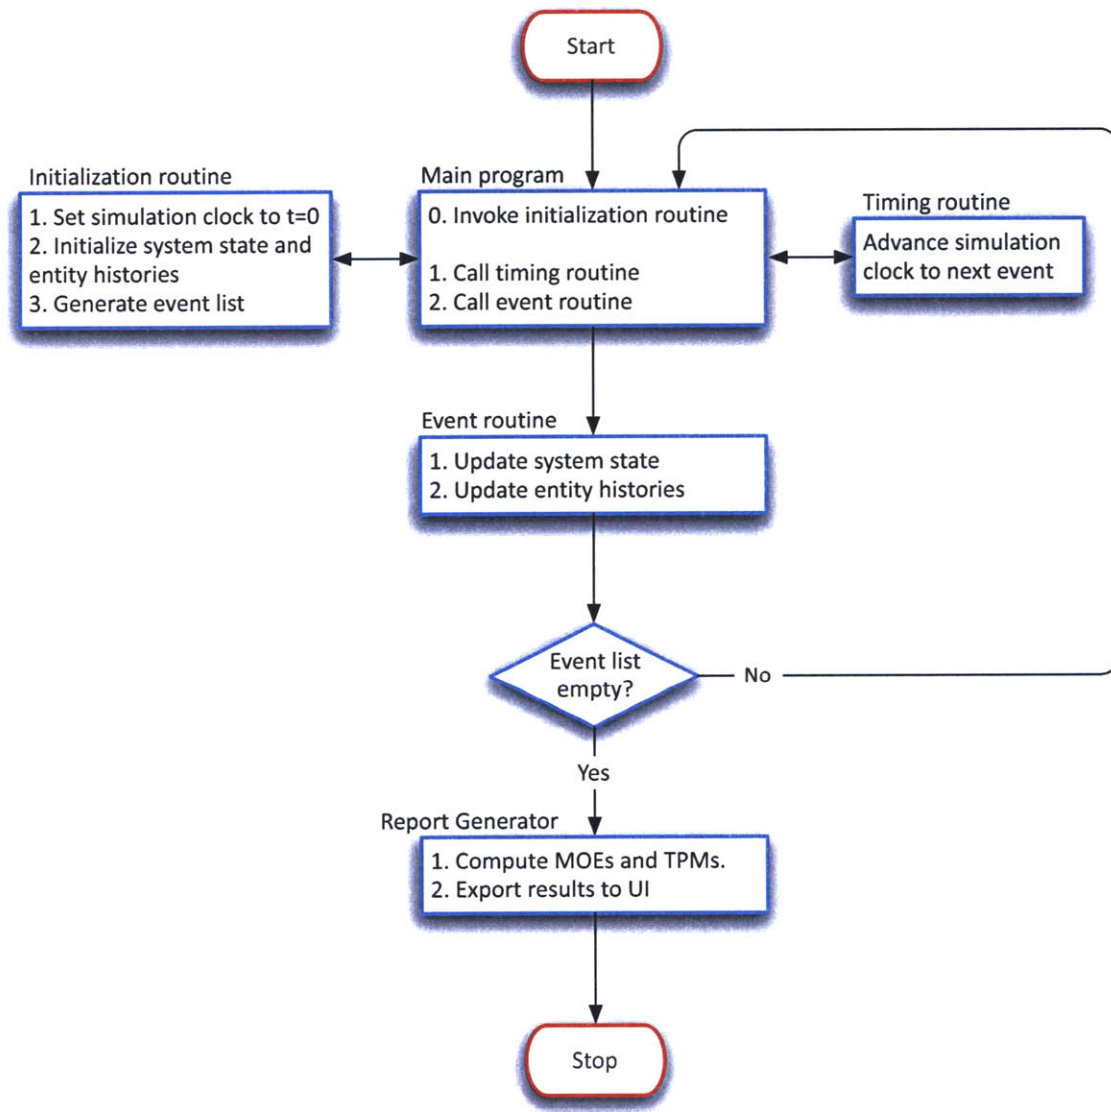 Start
Initialization routine
1. Set simulation clock to t=0
2. Initialize system state and
entity histories
3. Generate event list
Main program
0. Invoke initialization routine
1. Call timing routine
2. Call event routine
Timing routine
Advance simulation
clock to next event
Event routine
1. Update system state
2. Update entity histories
Event list
empty?
No
Yes
Report Generator
1. Compute MOEs and TPMs.
2. Export results to UI
Stop